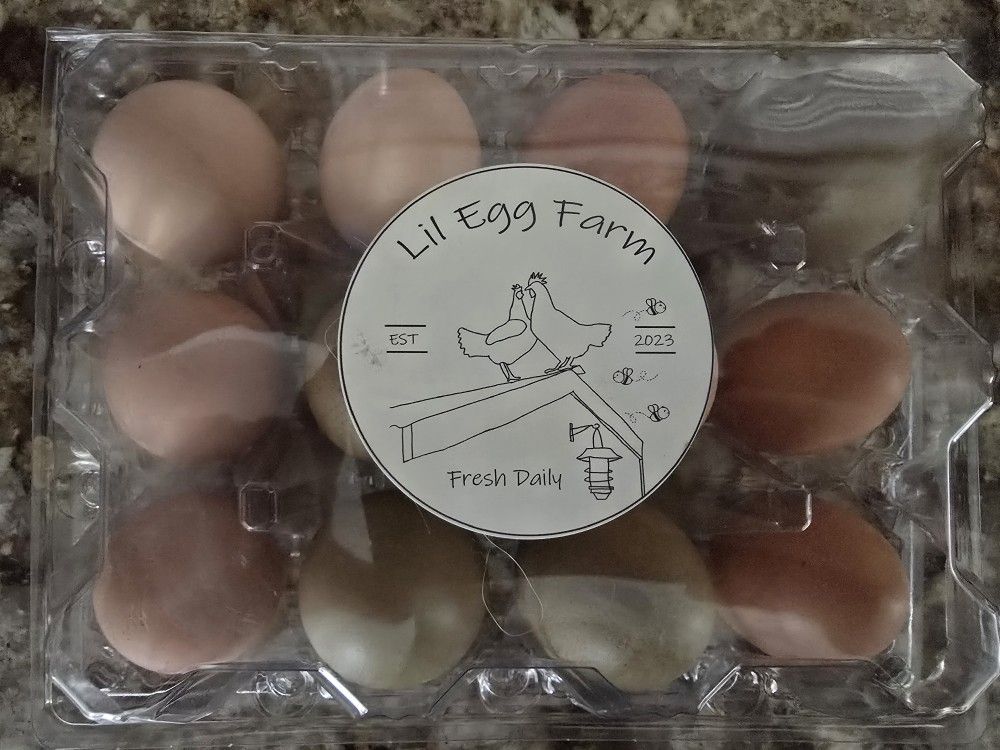 Lil Egg Farm
EST
2023
Fresh Daily